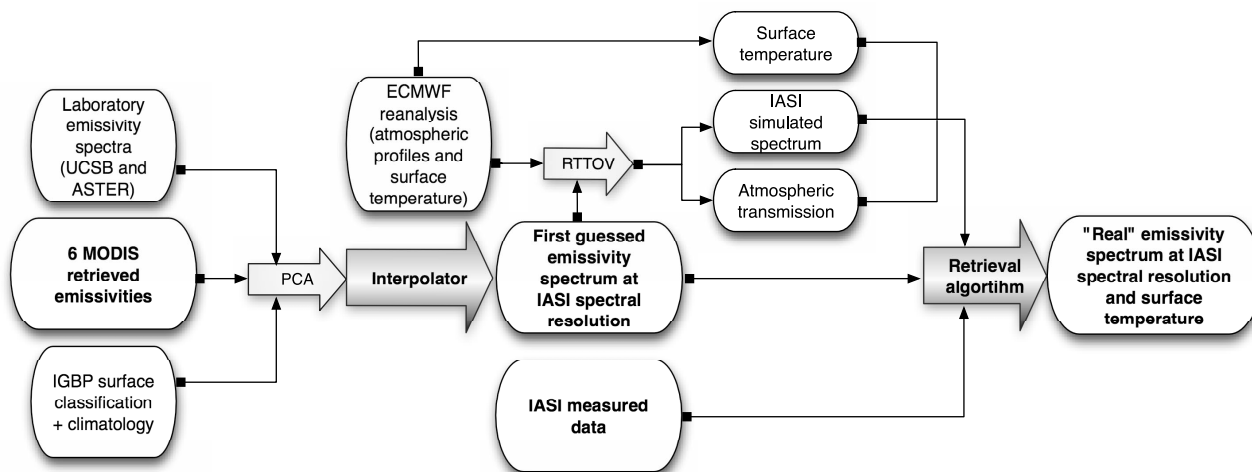 Laboratory
emissivity
spectra
(UCSB and
ASTER)
6 MODIS
retrieved
emissivities
IGBP surface
classification
+ climatology
PCA
Interpolator
ECMWF
reanalysis
(atmospheric
profiles and
surface
temperature)
RTTOV
First guessed
emissivity
spectrum at
IASI spectral
resolution
IASI measured
data
Surface
temperature
IASI
simulated
spectrum
Atmospheric
transmission
Retrieval
algortihm
"Real" emissivity
spectrum at IASI
spectral resolution
and surface
temperature